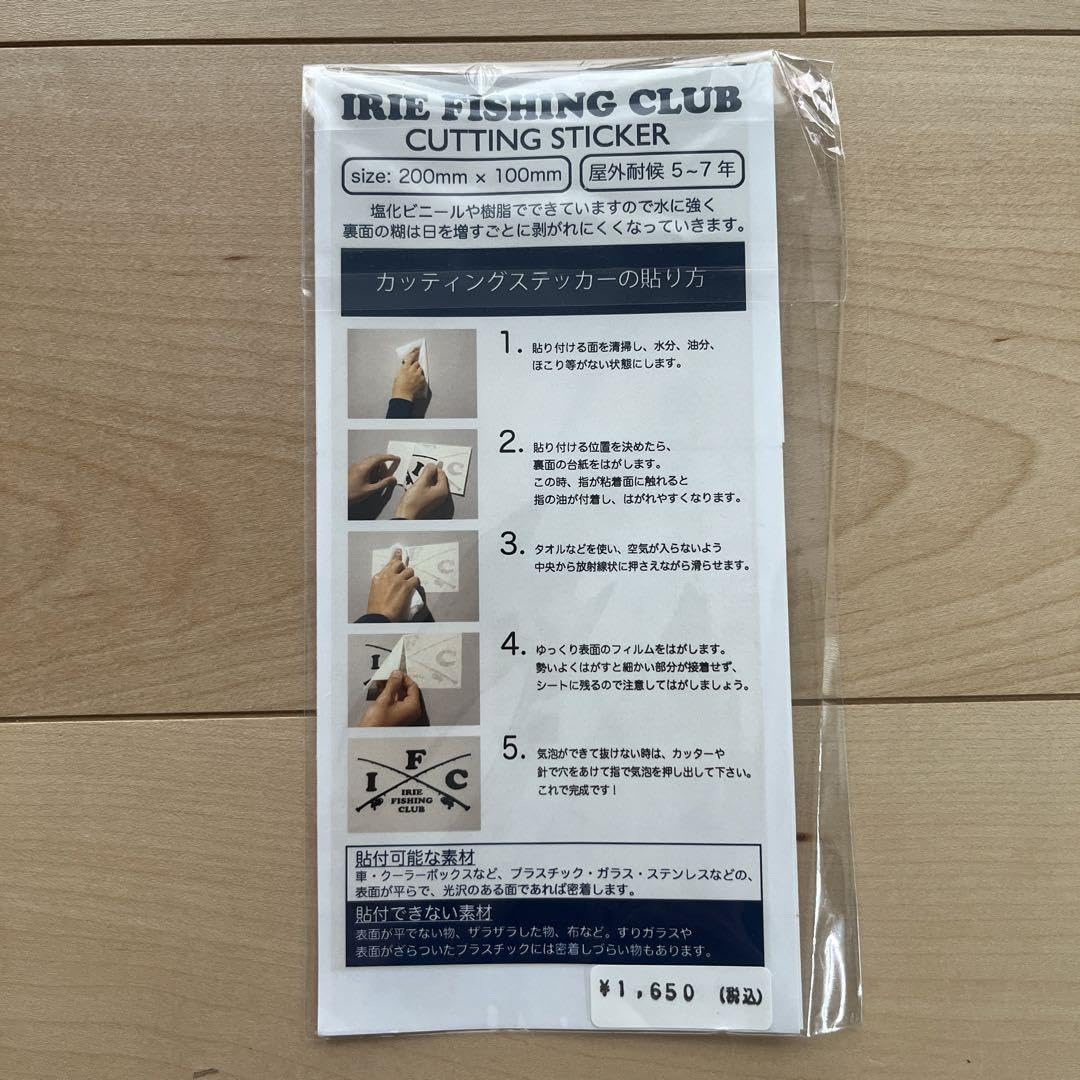 IRIE FISHING CLUB
CUTTING STICKER
size: 200mm × 100mm
屋外耐候 5~7年
塩化ビニールや樹脂でできていますので水に強く
裏面の糊は日を増すごとに剥がれにくくなっていきます。
カッティングステッカーの貼り方
1. 貼り付ける面を清掃し、水分、油分、
ほこり等がない状態にします。
2. 貼り付ける位置を決めたら、
裏面の台紙をはがします。
この時、指が粘着面に触れると
指の油が付着し、はがれやすくなります。
I F C
3. タオルなどを使い、空気が入らないよう
中央から放射線状に押さえながら滑らせます。
4. ゆっくり表面のフィルムをはがします。
勢いよくはがすと細かい部分が接着せず、
シートに残るので注意してはがしましょう。
I
5. 気泡ができて抜けない時は、カッターや
針で穴をあけて指で気泡を押し出して下さい。
これで完成です！
I F C
IRIE
FISHING
CLUB
貼付可能な素材
車・クーラーボックスなど、プラスチック・ガラス・ステンレスなどの、
表面が平らで、光沢のある面であれば密着します。
貼付できない素材
表面が平でない物、ザラザラした物、布など。すりガラスや
表面がざらついたプラスチックには密着しづらい物もあります。
¥1,650 (税込)